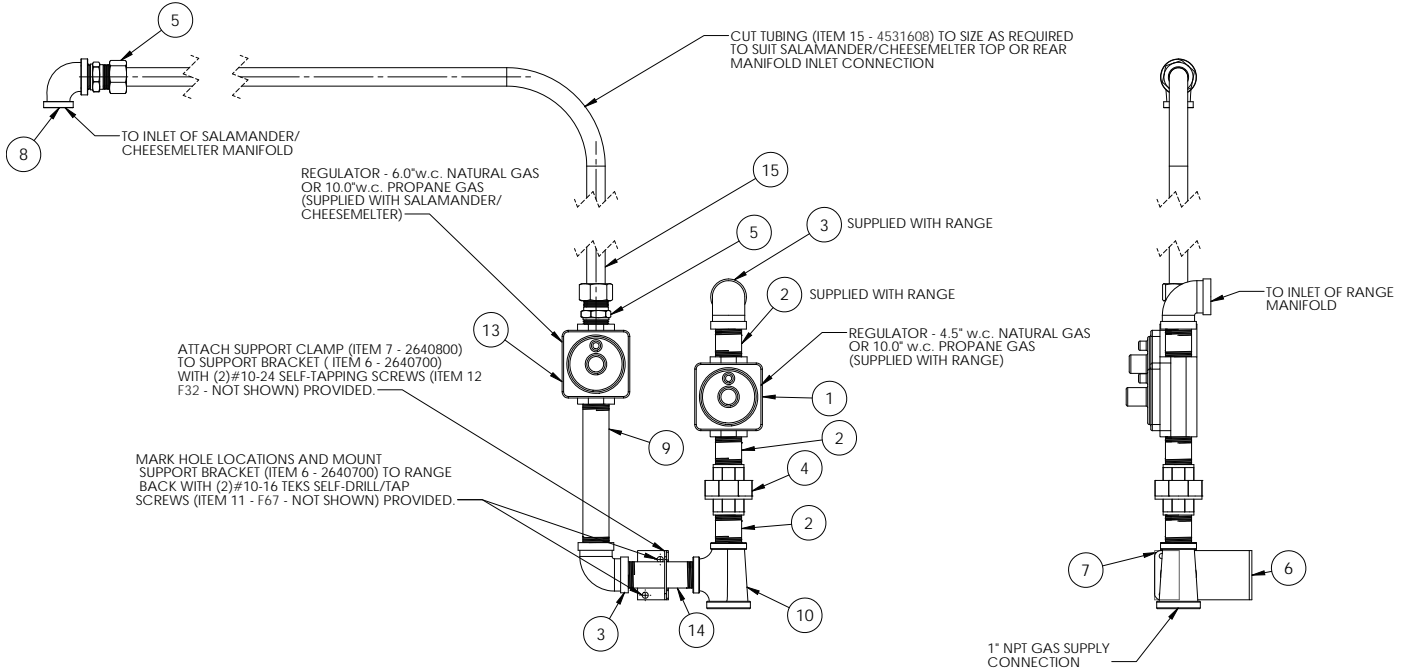 5
CUT TUBING (ITEM 15 - 4531608) TO SIZE AS REQUIRED
TO SUIT SALAMANDER/CHEESEMELTER TOP OR REAR
MANIFOLD INLET CONNECTION
8
TO INLET OF SALAMANDER/
CHEESEMELTER MANIFOLD
REGULATOR - 6.0"w.c. NATURAL GAS
OR 10.0"w.c. PROPANE GAS
(SUPPLIED WITH SALAMANDER/
CHEESEMELTER)
15
5
3
SUPPLIED WITH RANGE
2
SUPPLIED WITH RANGE
TO INLET OF RANGE
MANIFOLD
13
REGULATOR - 4.5" w.c. NATURAL GAS
OR 10.0" w.c. PROPANE GAS
(SUPPLIED WITH RANGE)
ATTACH SUPPORT CLAMP (ITEM 7 - 2640800)
TO SUPPORT BRACKET ( ITEM 6 - 2640700)
WITH (2)#10-24 SELF-TAPPING SCREWS (ITEM 12
F32 - NOT SHOWN) PROVIDED.
1
2
9
4
MARK HOLE LOCATIONS AND MOUNT
SUPPORT BRACKET (ITEM 6 - 2640700) TO RANGE
BACK WITH (2)#10-16 TEKS SELF-DRILL/TAP
SCREWS (ITEM 11 - F67 - NOT SHOWN) PROVIDED.
2
7
6
3
14
10
1" NPT GAS SUPPLY
CONNECTION